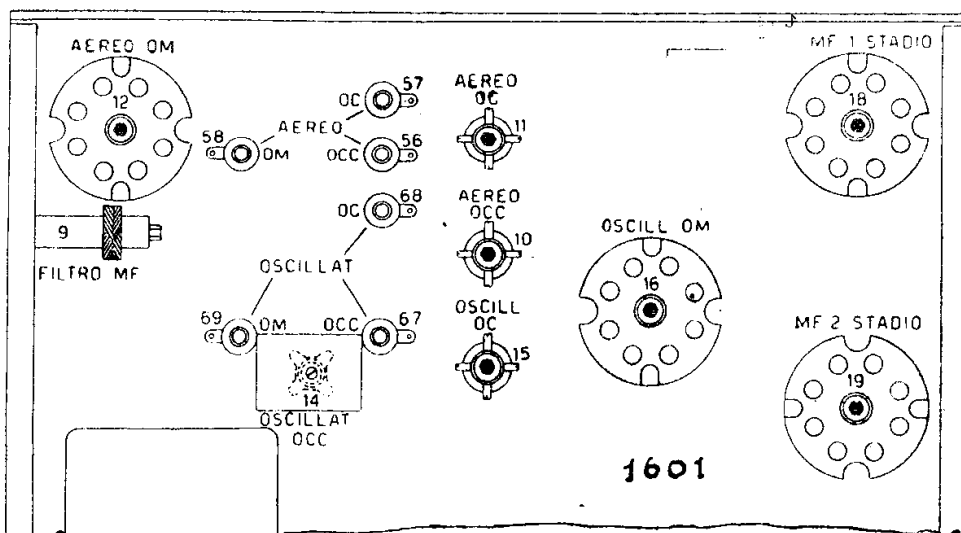 AEREO OM
12
58
OM
AEREO
OC
57
OCC
56
AEREO
OC
11
MF 1 STADIO
18
OC
68
AEREO
OCC
10
9
FILTRO MF
OSCILLAT
OSCILL OM
16
69
OM
OCC
67
OSCILL
OC
15
MF 2 STADIO
19
14
OSCILLAT
OCC
1601